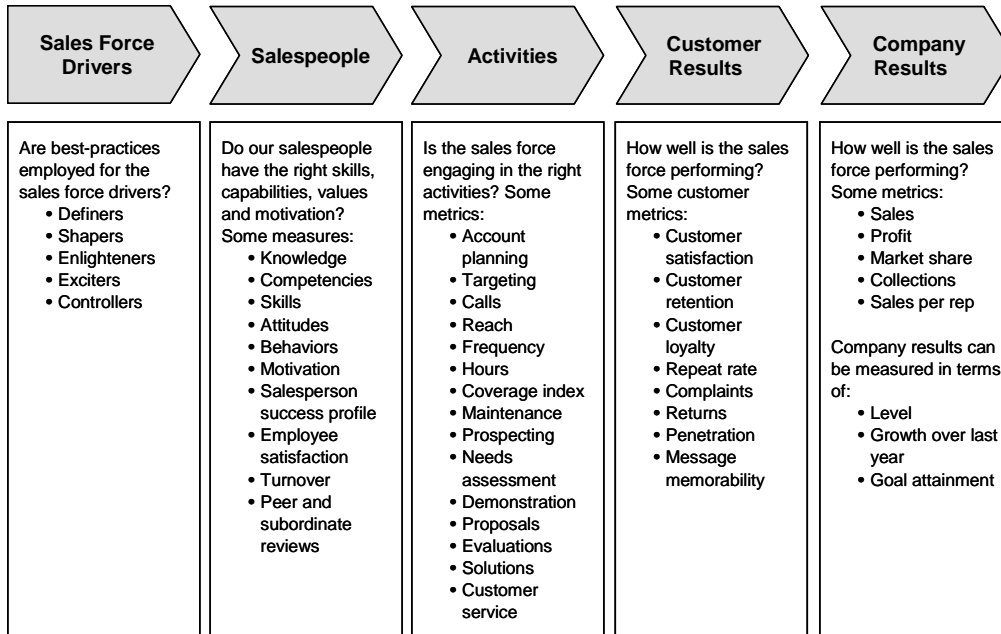 Sales Force
Drivers
Salespeople
Activities
Customer
Results
Company
Results
Are best-practices
employed for the
sales force drivers?
• Definers
• Shapers
• Enlighteners
• Exciters
• Controllers
Do our salespeople
have the right skills,
capabilities, values
and motivation?
Some measures:
• Knowledge
• Competencies
• Skills
• Attitudes
• Behaviors
• Motivation
• Salesperson
success profile
• Employee
satisfaction
• Turnover
• Peer and
subordinate
reviews
Is the sales force
engaging in the right
activities? Some
metrics:
• Account
planning
• Targeting
• Calls
• Reach
• Frequency
• Hours
• Coverage index
• Maintenance
• Prospecting
• Needs
assessment
• Demonstration
• Proposals
• Evaluations
• Solutions
• Customer
service
How well is the sales
force performing?
Some customer
metrics:
• Customer
satisfaction
• Customer
retention
• Customer
loyalty
• Repeat rate
• Complaints
• Returns
• Penetration
• Message
memorability
How well is the sales
force performing?
Some metrics:
• Sales
• Profit
• Market share
• Collections
• Sales per rep
Company results can
be measured in terms
of:
• Level
• Growth over last
year
• Goal attainment